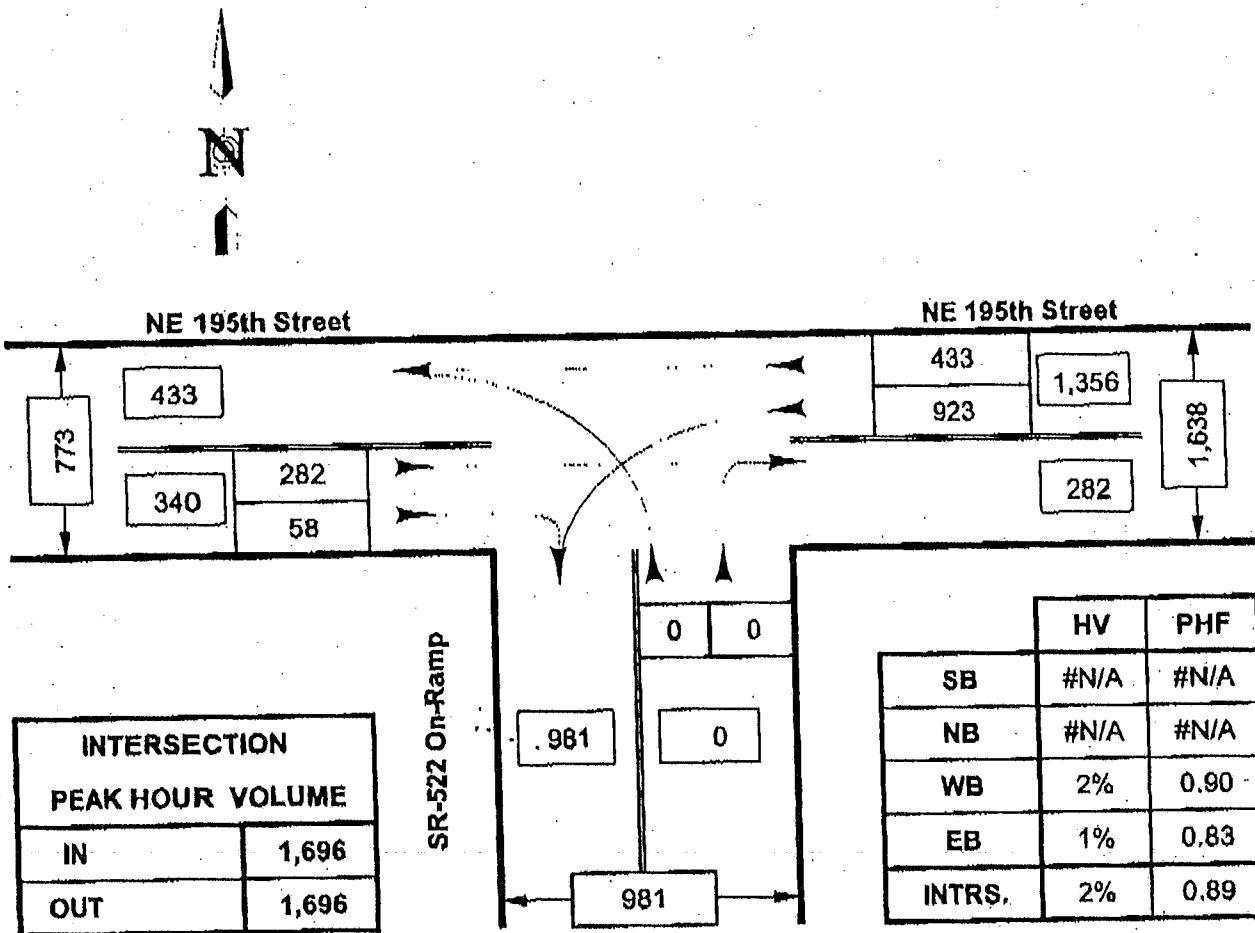 N
NE 195th Street
NE 195th Street
433
433
1,356
923
773
1,638
282
340
282
58
0 0
HV PHF
SB #N/A #N/A
981
0
NB #N/A #N/A
INTERSECTION
PEAK HOUR VOLUME
SR-522 On-Ramp
WB 2% 0.90
IN 1,696
EB 1% 0.83
OUT 1,696
981
INTRS. 2% 0.89